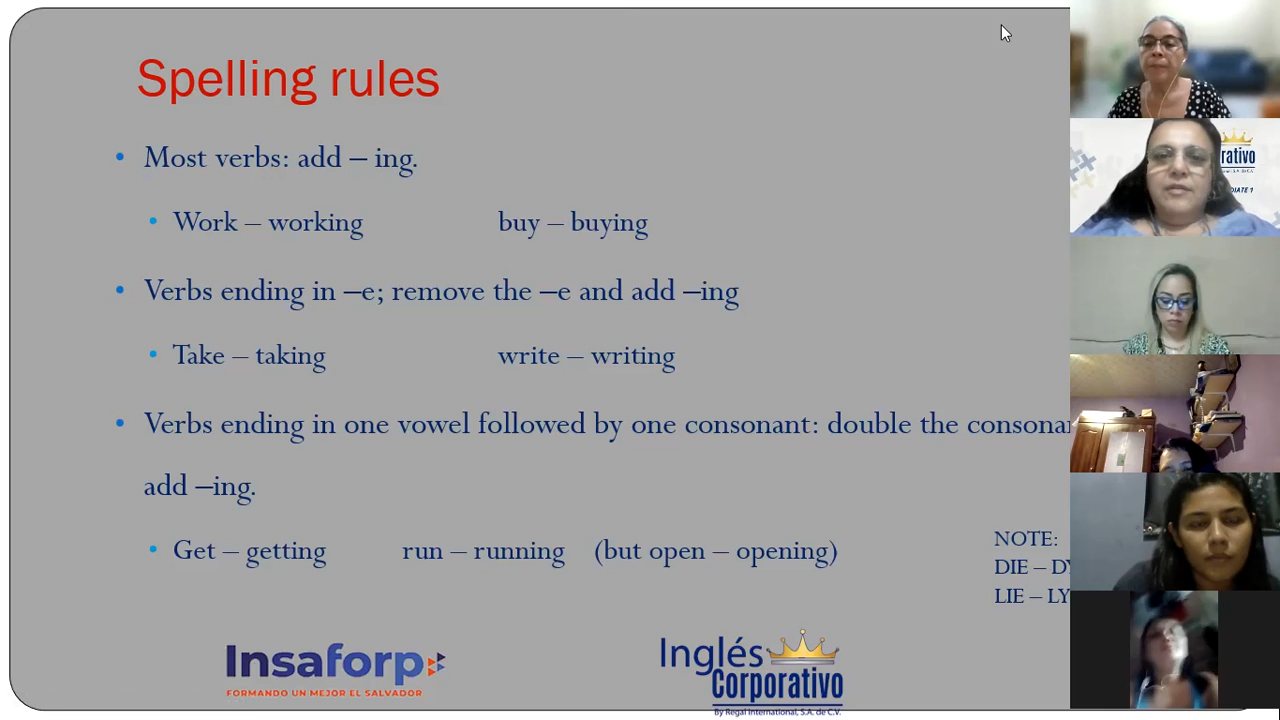 Spelling rules
• Most verbs: add – ing.
• Work – working buy – buying
• Verbs ending in –e; remove the –e and add –ing
• Take – taking write – writing
• Verbs ending in one vowel followed by one consonant: double the
add –ing.
• Get – getting run – running (but open – opening)
NOTE:
DIE –
LIE –
Insaforp
FORMANDO UN MEJOR EL SALVADOR
Inglés
Corporativo
By Regal International, S.A. de C.V.